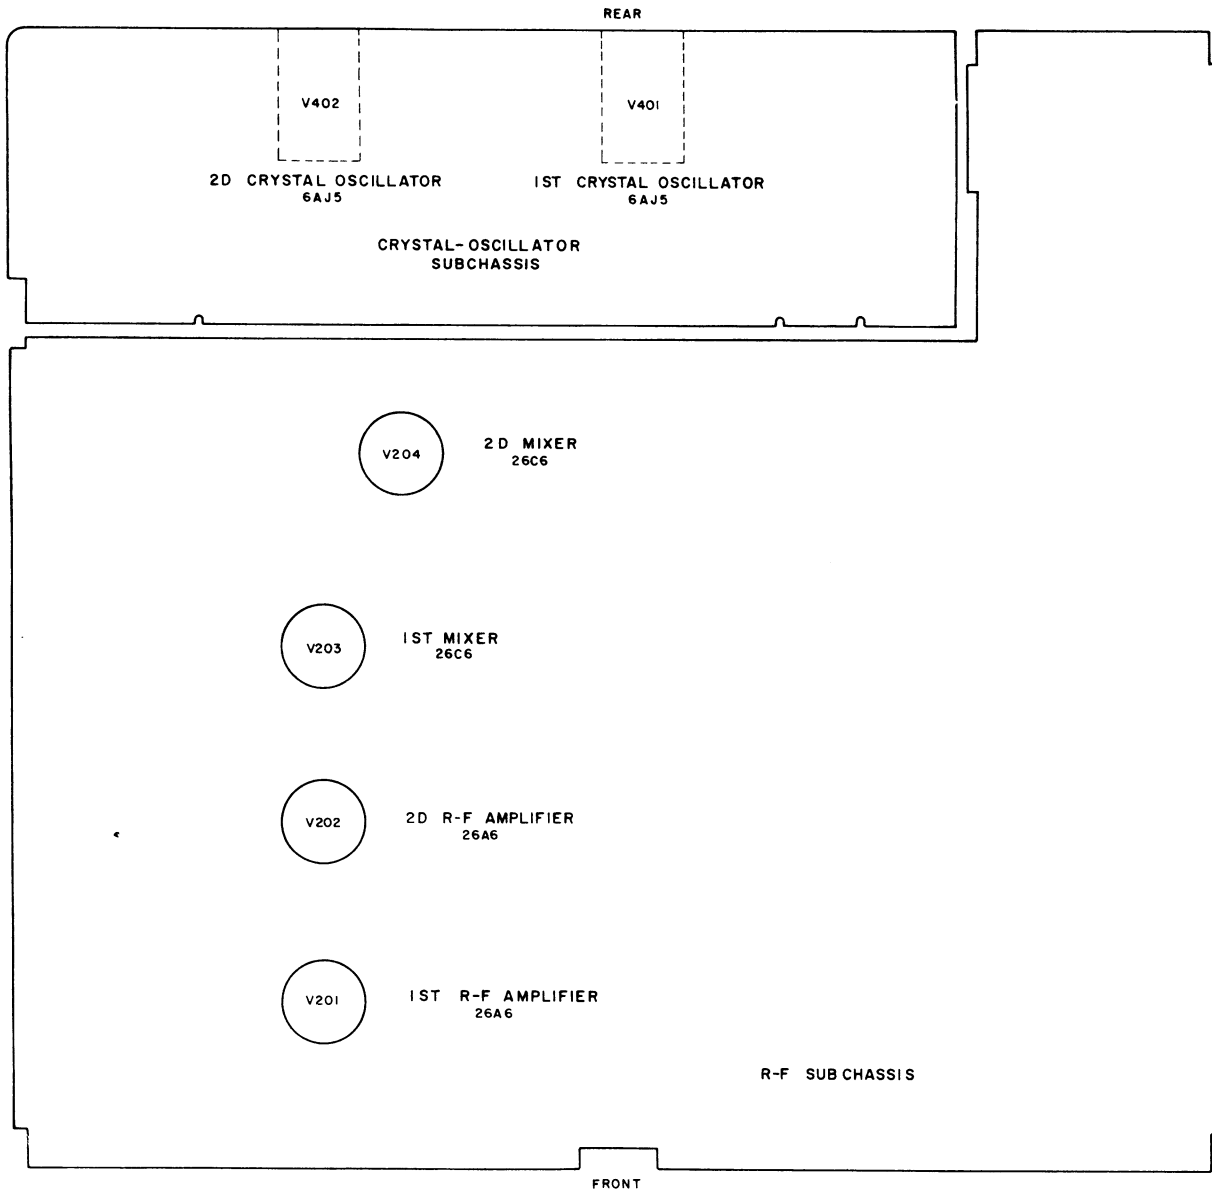 REAR
V402
V401
2D CRYSTAL OSCILLATOR
6AJ5
1ST CRYSTAL OSCILLATOR
6AJ5
CRYSTAL-OSCILLATOR
SUBCHASSIS
V204
2D MIXER
26C6
V203
1ST MIXER
26C6
V202
2D R-F AMPLIFIER
26A6
V201
1ST R-F AMPLIFIER
26A6
R-F SUBCHASSIS
FRONT